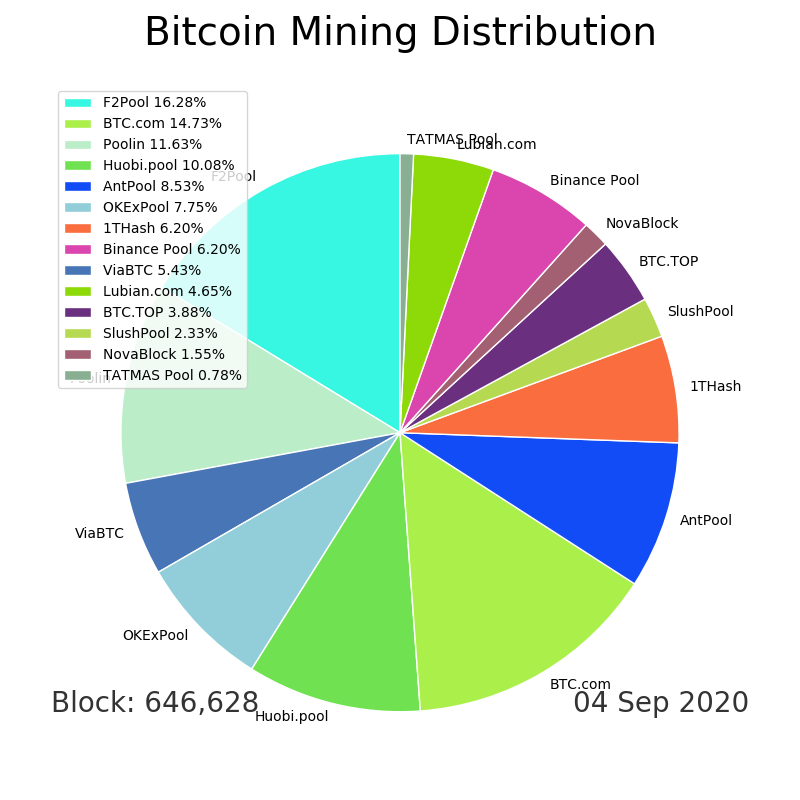 Bitcoin Mining Distribution
F2Pool 16.28%
BTC.com 14.73%
Poolin 11.63%
Huobi.pool 10.08%
AntPool 8.53%
OKExPool 7.75%
1THash 6.20%
Binance Pool 6.20%
ViaBTC 5.43%
Lubian.com 4.65%
BTC.TOP 3.88%
SlushPool 2.33%
NovaBlock 1.55%
TATMAS Pool 0.78%
TATMAS Pool
Lubian.com
Binance Pool
NovaBlock
BTC.TOP
SlushPool
1THash
AntPool
BTC.com
Huobi.pool
OKExPool
ViaBTC
Poolin
F2Pool
Block: 646,628
04 Sep 2020